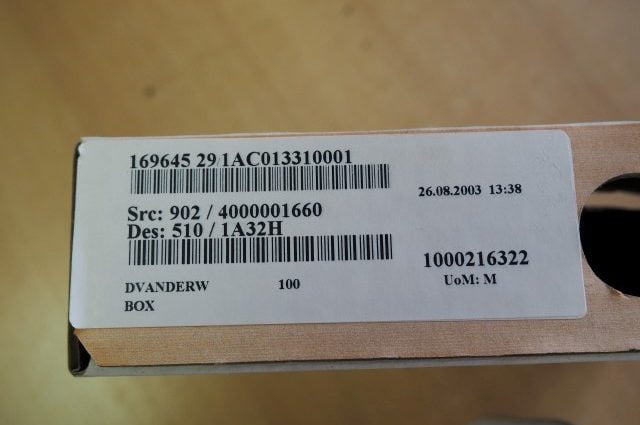 169645 29/1AC013310001
26.08.2003 13:38
Src: 902 / 4000001660
Des: 510 / 1A32H
1000216322
DVANDERW 100 UoM: M
BOX